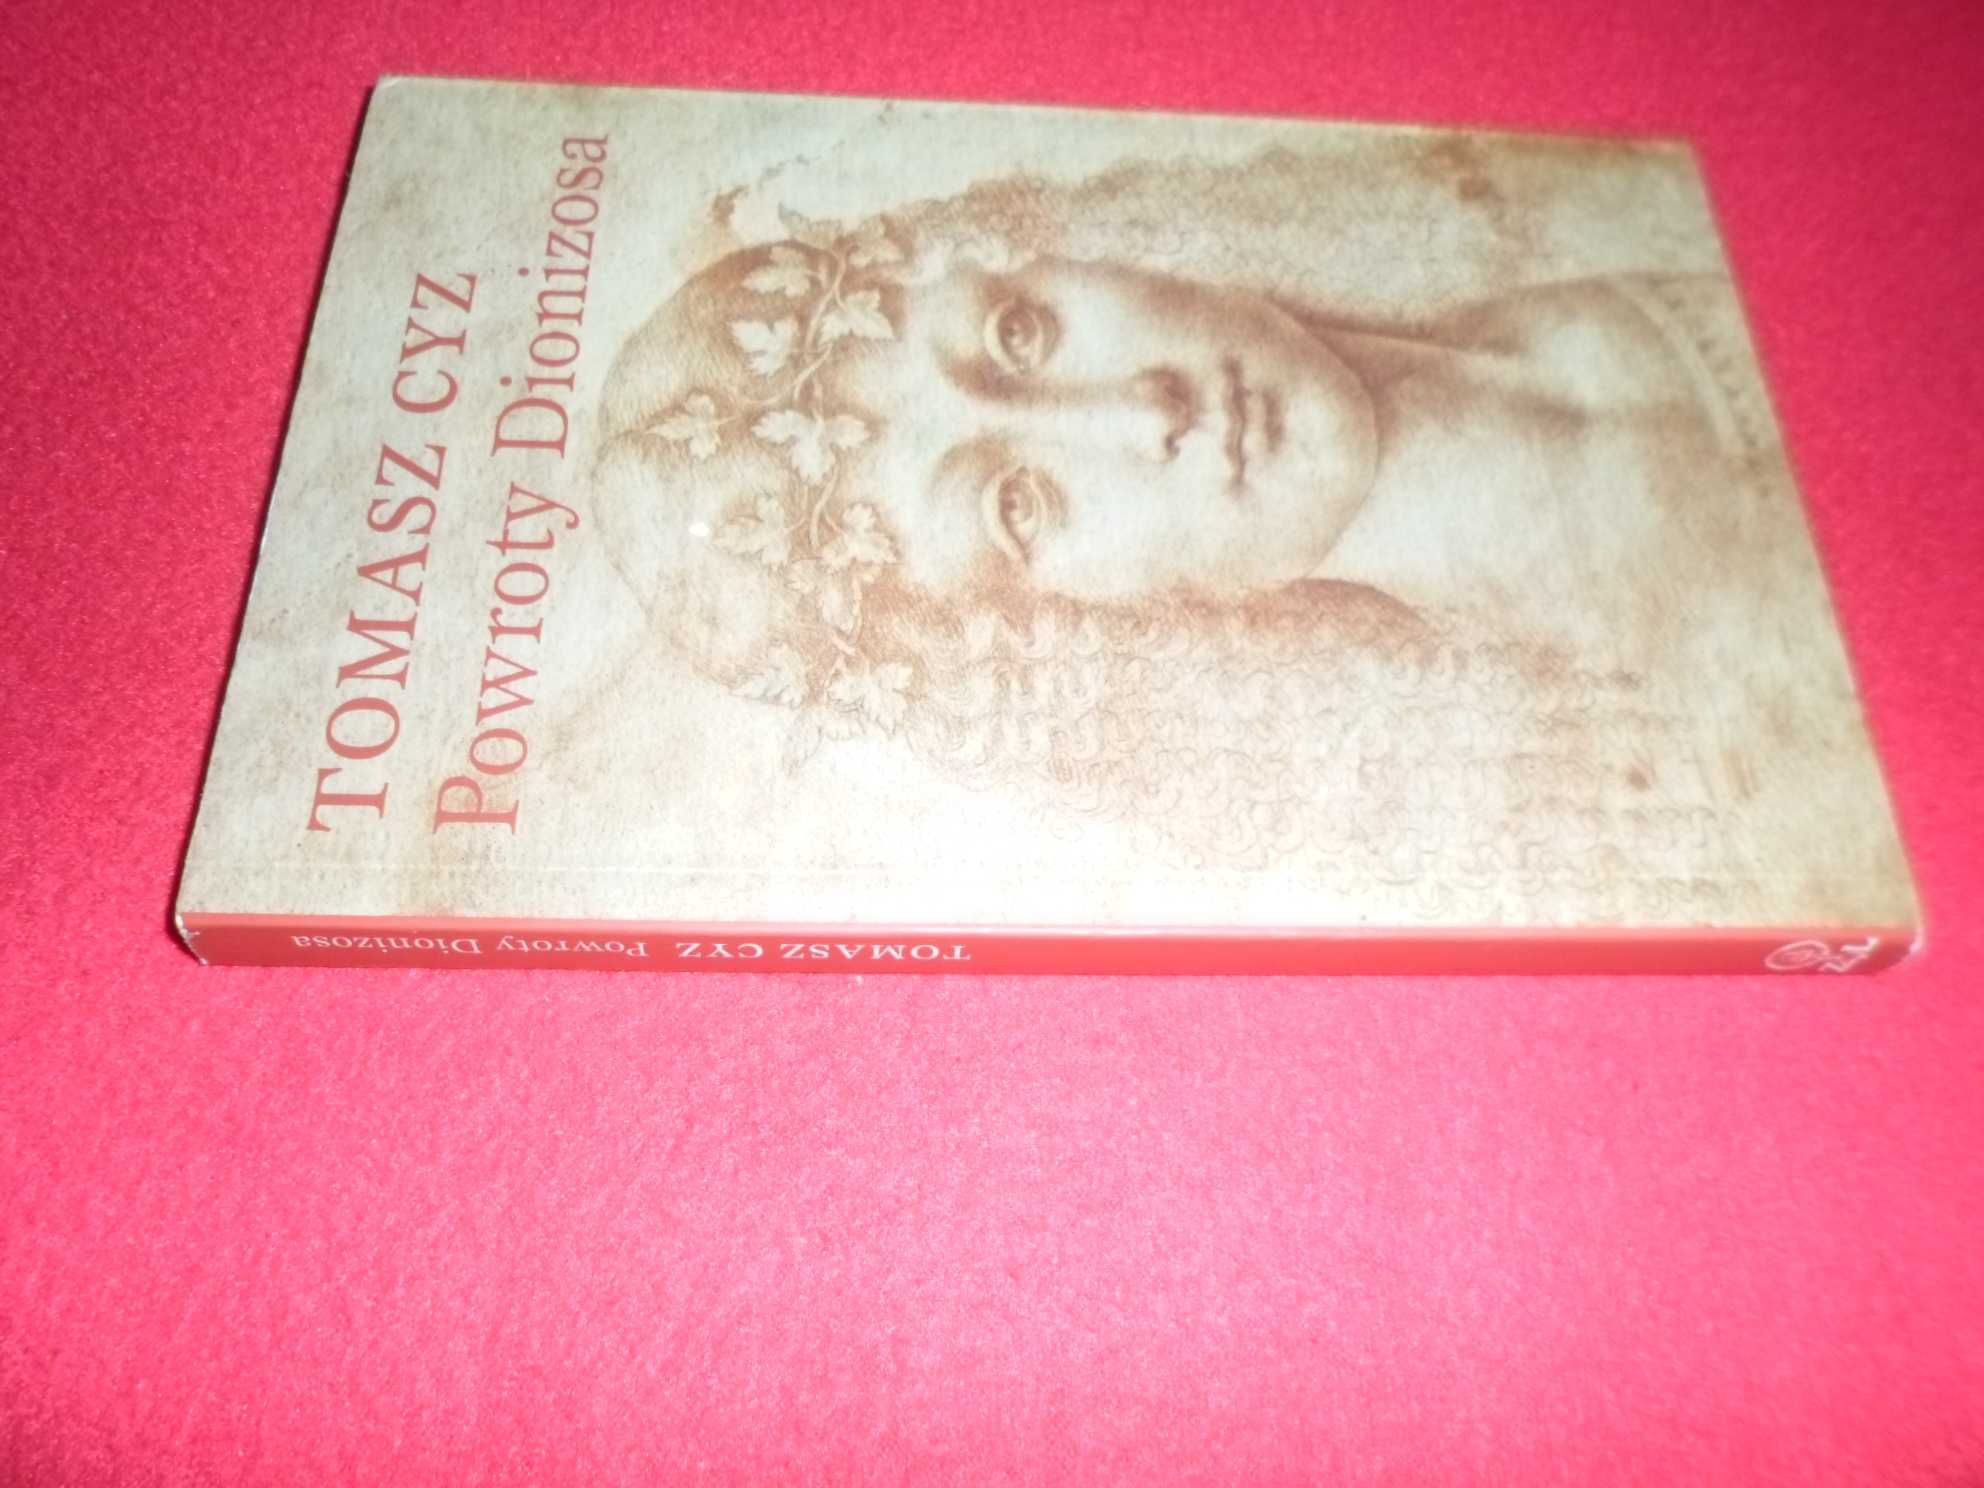 TOMASZ CYZ
Powroty Dionizosa
TOMASZ CYZ Powroty Dionizosa